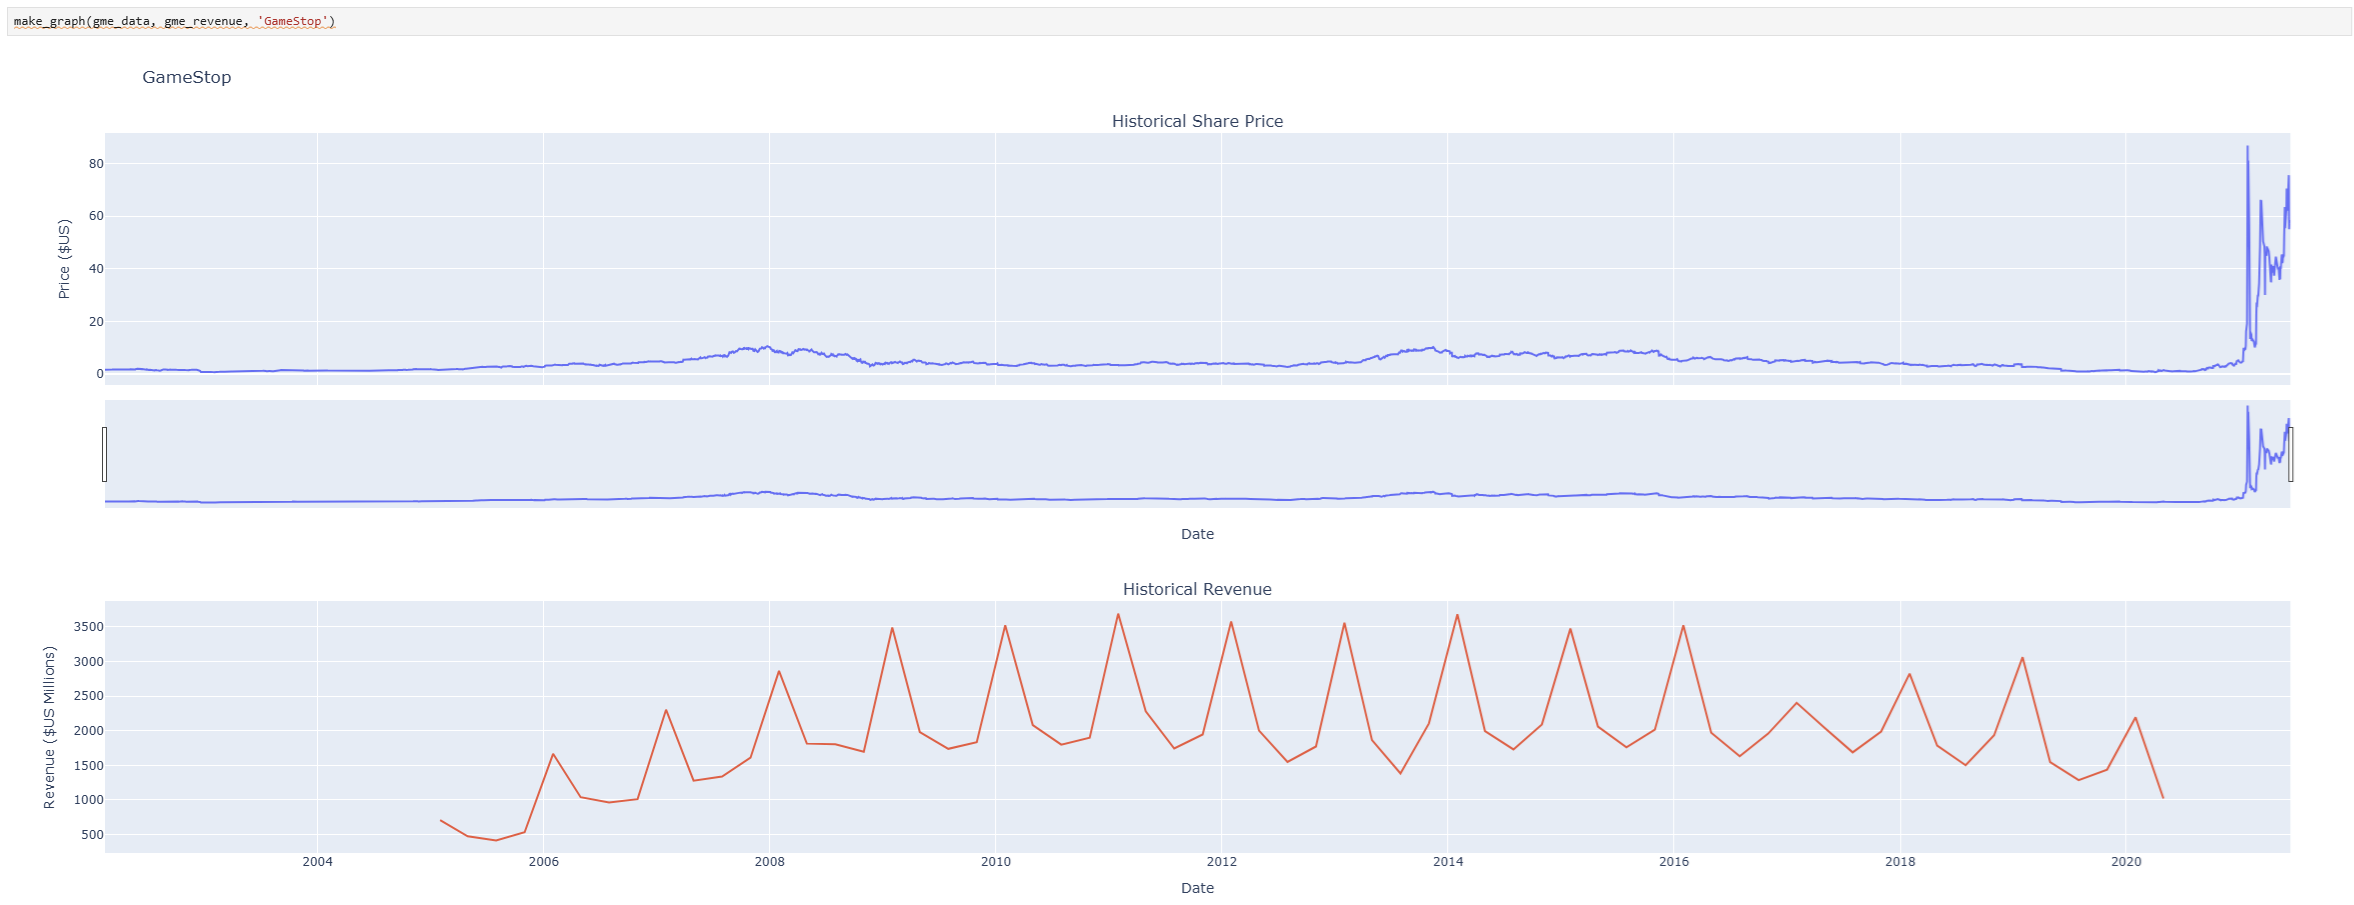 make_graph(gme_data, gme_revenue, 'GameStop')
GameStop
Historical Share Price
80
60
40
20
0
Price ($US)
Date
Historical Revenue
3500
3000
2500
2000
1500
1000
500
Revenue ($US Millions)
2004 2006 2008 2010 2012 2014 2016 2018 2020
Date